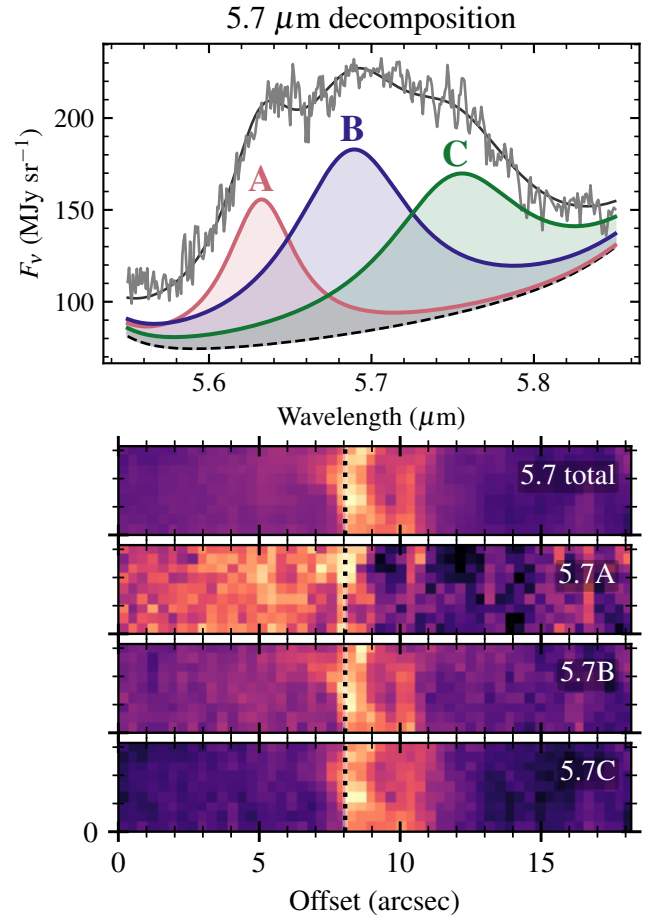 5.7 μm decomposition
F_ν (MJy sr⁻¹)
200
150
100
A
B
C
5.6
5.7
5.8
Wavelength (μm)
5.7 total
5.7A
5.7B
5.7C
0
0
5
10
15
Offset (arcsec)